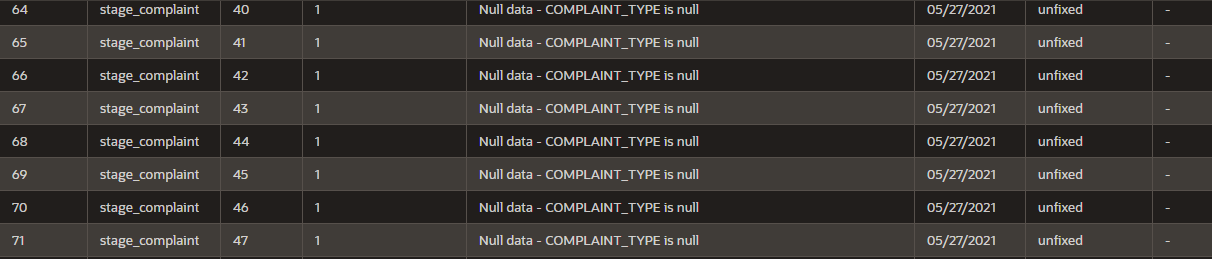 64 stage_complaint 40 1 Null data - COMPLAINT_TYPE is null 05/27/2021 unfixed -
65 stage_complaint 41 1 Null data - COMPLAINT_TYPE is null 05/27/2021 unfixed -
66 stage_complaint 42 1 Null data - COMPLAINT_TYPE is null 05/27/2021 unfixed -
67 stage_complaint 43 1 Null data - COMPLAINT_TYPE is null 05/27/2021 unfixed -
68 stage_complaint 44 1 Null data - COMPLAINT_TYPE is null 05/27/2021 unfixed -
69 stage_complaint 45 1 Null data - COMPLAINT_TYPE is null 05/27/2021 unfixed -
70 stage_complaint 46 1 Null data - COMPLAINT_TYPE is null 05/27/2021 unfixed -
71 stage_complaint 47 1 Null data - COMPLAINT_TYPE is null 05/27/2021 unfixed -